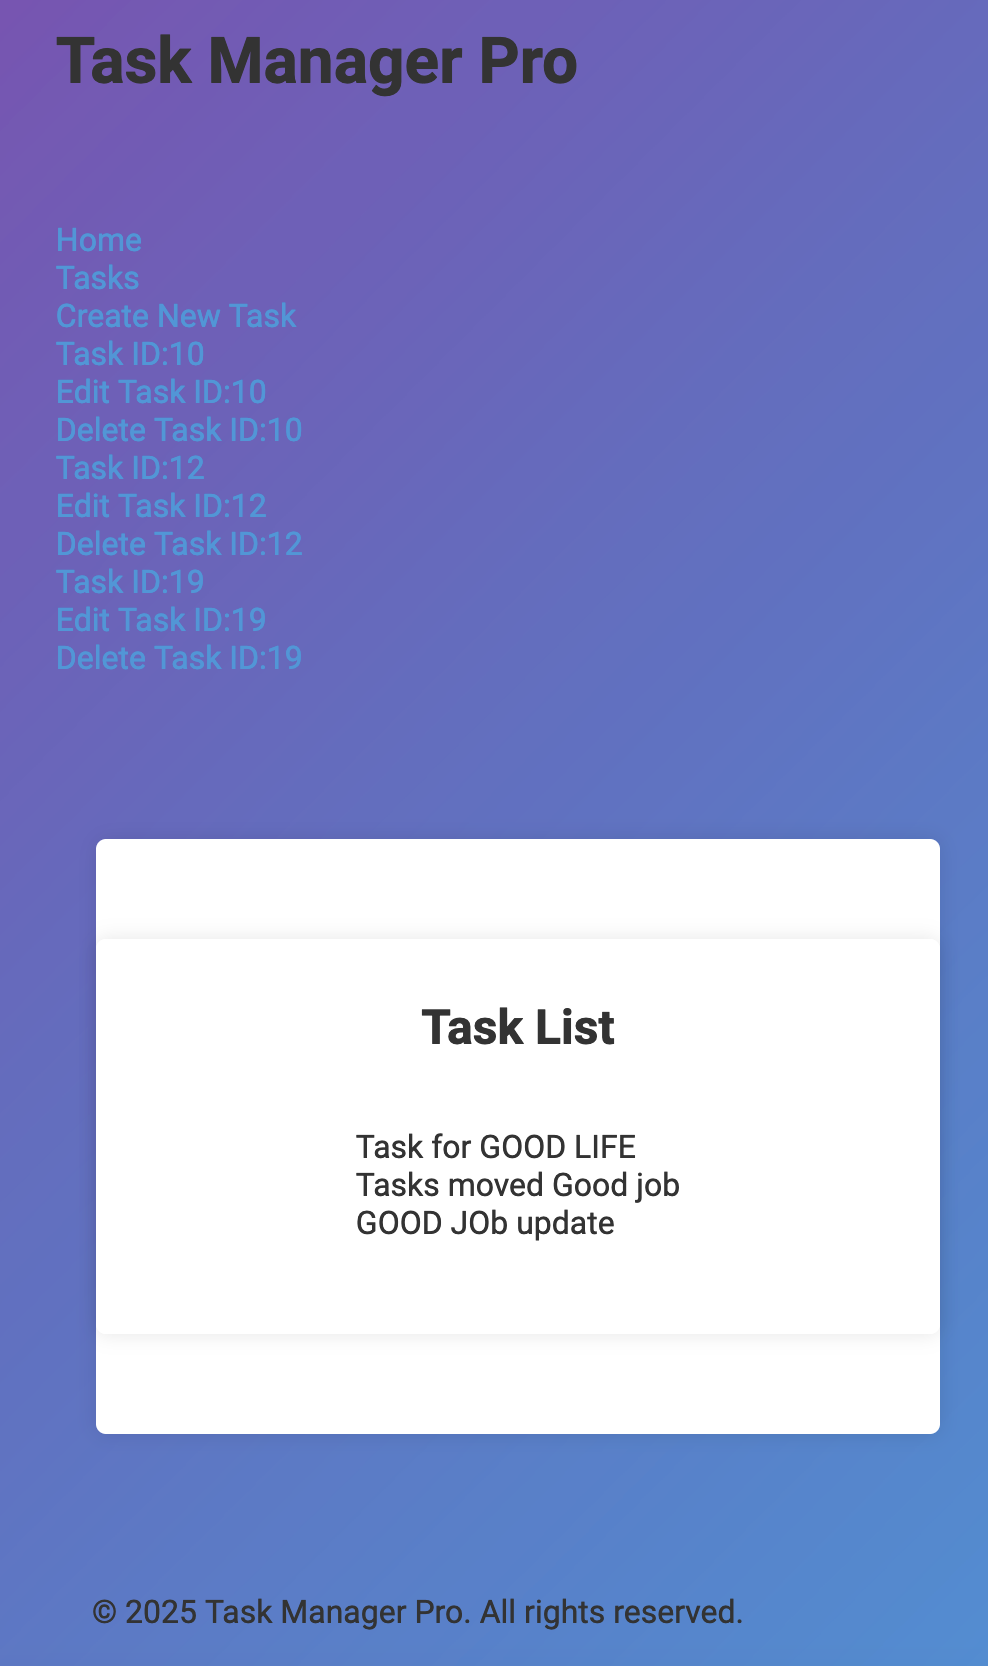 Task Manager Pro
Home
Tasks
Create New Task
Task ID:10
Edit Task ID:10
Delete Task ID:10
Task ID:12
Edit Task ID:12
Delete Task ID:12
Task ID:19
Edit Task ID:19
Delete Task ID:19
Task List
Task for GOOD LIFE
Tasks moved Good job
GOOD JOb update
© 2025 Task Manager Pro. All rights reserved.